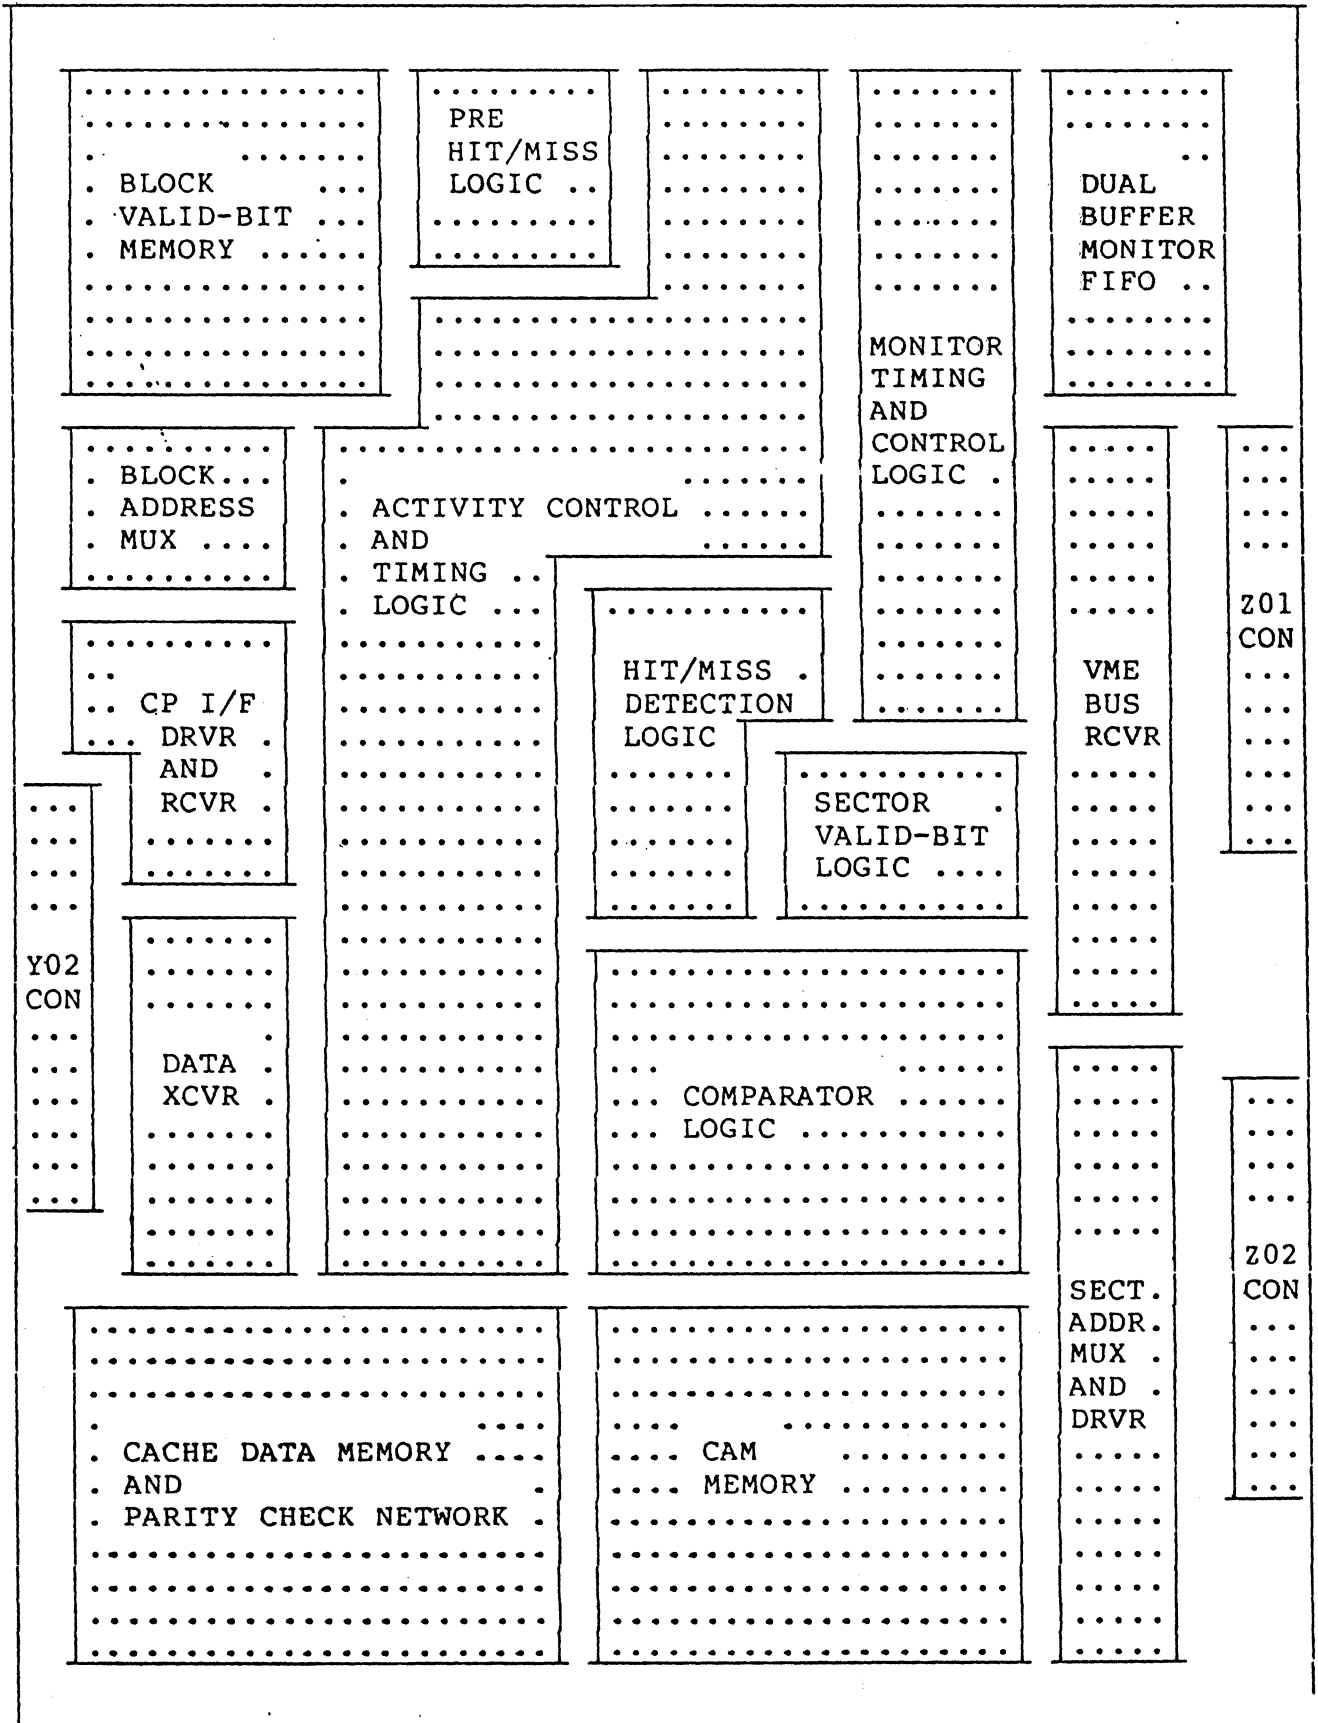 BLOCK
VALID-BIT
MEMORY
PRE
HIT/MISS
LOGIC
DUAL
BUFFER
MONITOR
FIFO
MONITOR
TIMING
AND
CONTROL
LOGIC
BLOCK
ADDRESS
MUX
ACTIVITY CONTROL
AND
TIMING
LOGIC
Z01
CON
CP I/F
DRVR
AND
RCVR
HIT/MISS
DETECTION
LOGIC
VME
BUS
RCVR
SECTOR
VALID-BIT
LOGIC
Y02
CON
DATA
XCVR
COMPARATOR
LOGIC
Z02
CON
SECT.
ADDR.
MUX
AND
DRVR
CACHE DATA MEMORY
AND
PARITY CHECK NETWORK
CAM
MEMORY